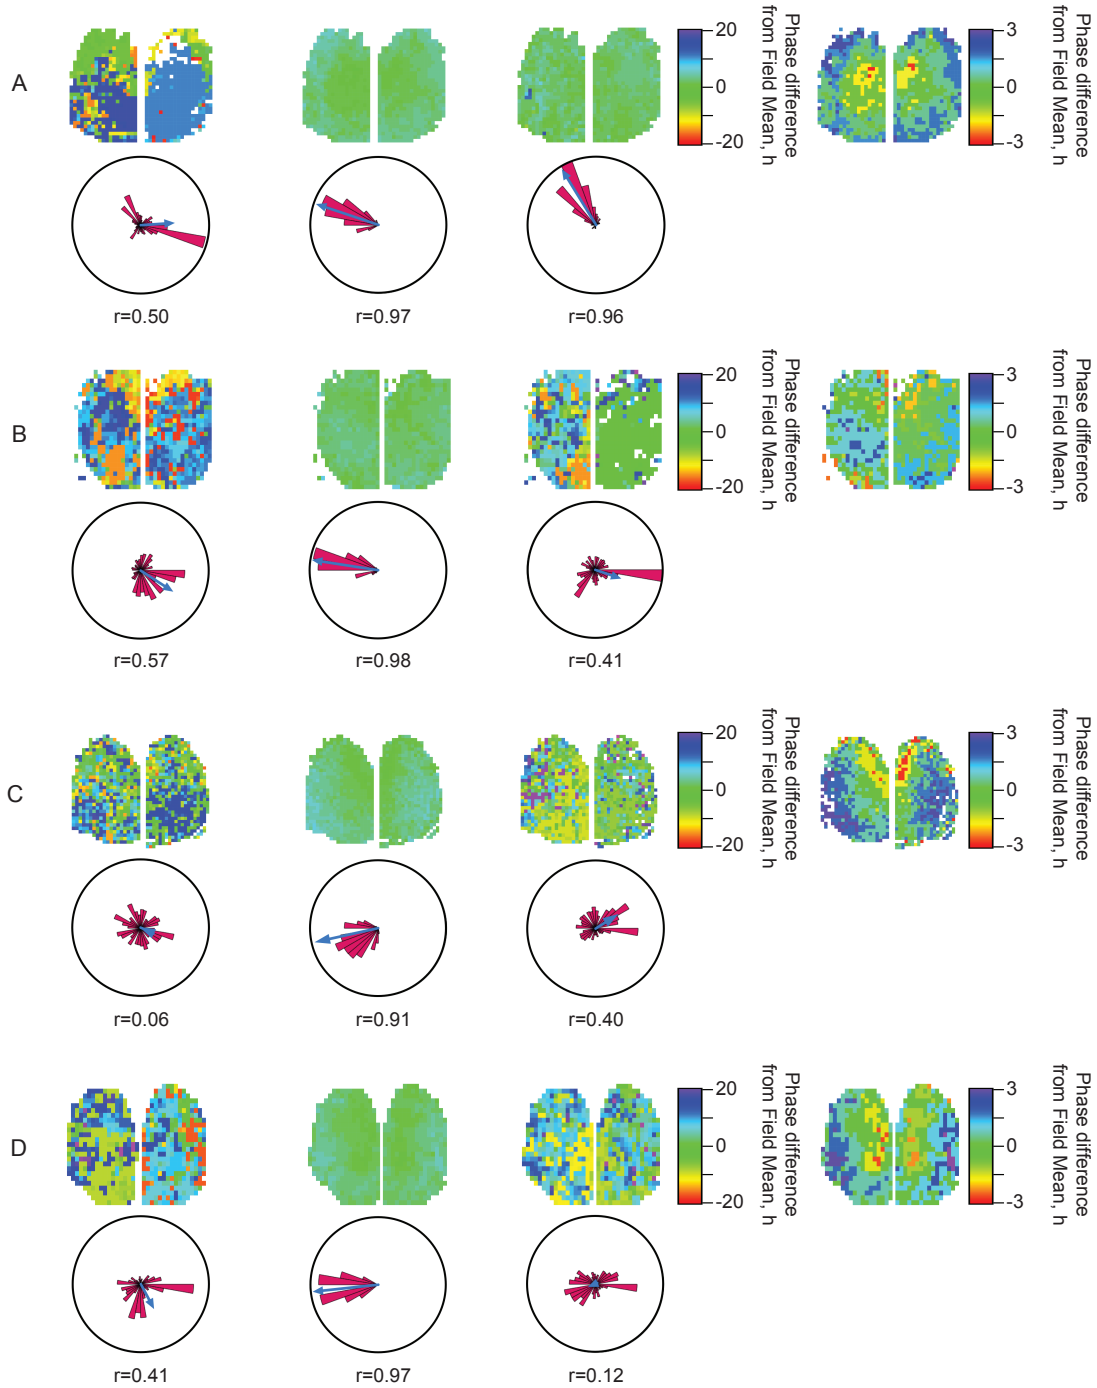 A
20
0
-20
Phase difference
from Field Mean, h
3
0
-3
Phase difference
from Field Mean, h
r=0.50
r=0.97
r=0.96
B
20
0
-20
Phase difference
from Field Mean, h
3
0
-3
Phase difference
from Field Mean, h
r=0.57
r=0.98
r=0.41
C
20
0
-20
Phase difference
from Field Mean, h
3
0
-3
Phase difference
from Field Mean, h
r=0.06
r=0.91
r=0.40
D
20
0
-20
Phase difference
from Field Mean, h
3
0
-3
Phase difference
from Field Mean, h
r=0.41
r=0.97
r=0.12